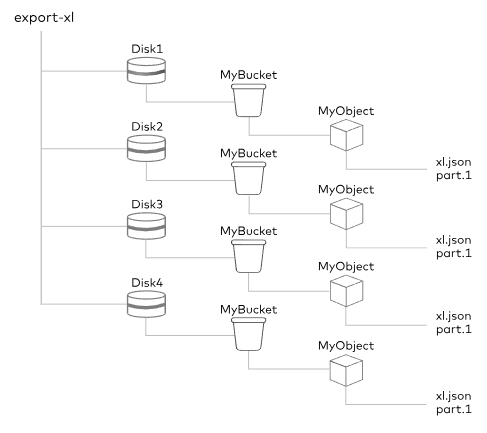 export-xl
Disk1
MyBucket
MyObject
xl.json
part.1
Disk2
MyBucket
MyObject
xl.json
part.1
Disk3
MyBucket
MyObject
xl.json
part.1
Disk4
MyBucket
MyObject
xl.json
part.1